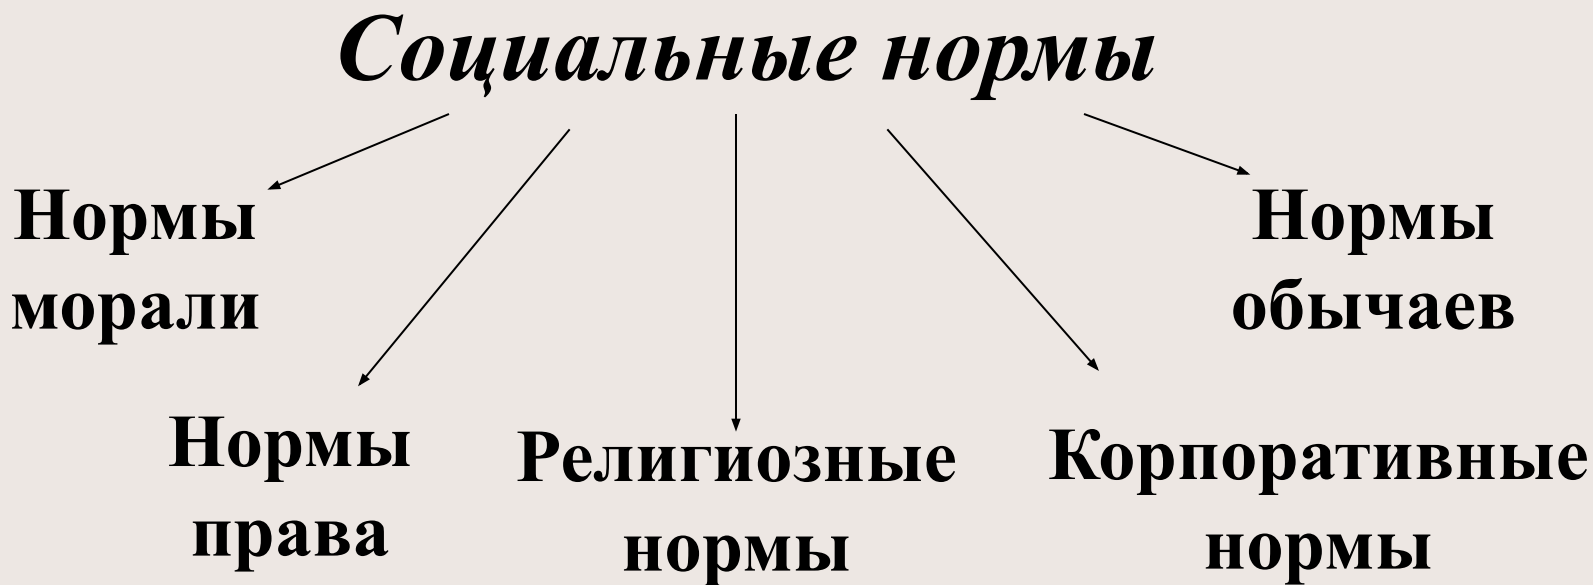 Социальные нормы
Нормы
морали
Нормы
обычаев
Нормы
права
Религиозные
нормы
Корпоративные
нормы